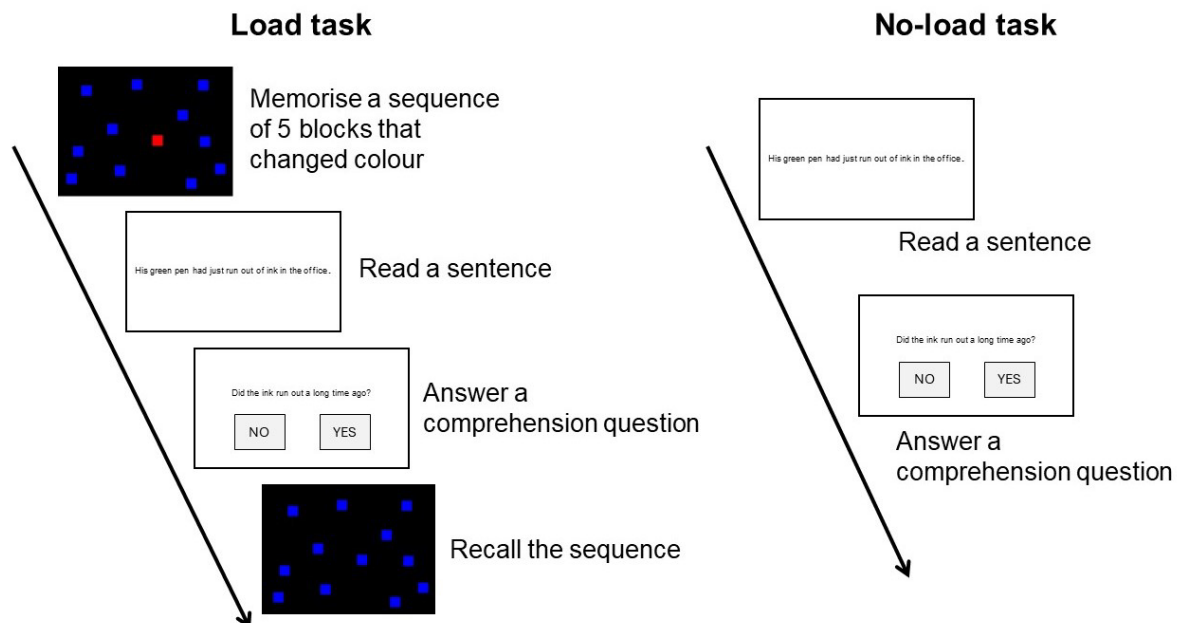 Load task
Memorise a sequence
of 5 blocks that
changed colour
His green pen had just run out of ink in the office.
Read a sentence
Did the ink run out a long time ago?
NO YES
Answer a
comprehension question
Recall the sequence
No-load task
His green pen had just run out of ink in the office.
Read a sentence
Did the ink run out a long time ago?
NO YES
Answer a
comprehension question